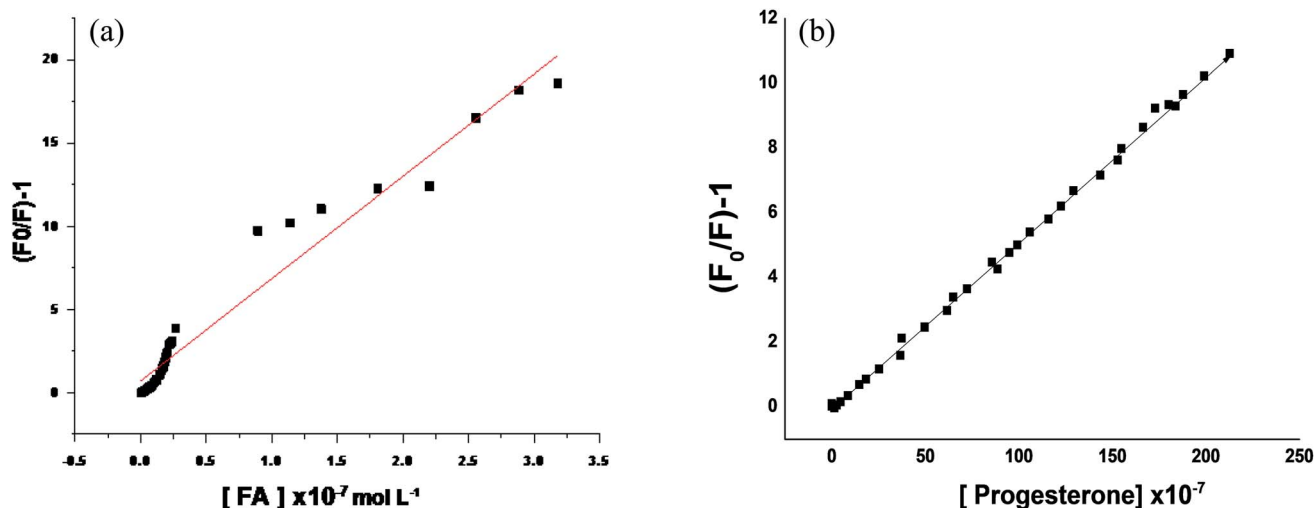 (a)
20
15
10
5
0
-0.5 0.0 0.5 1.0 1.5 2.0 2.5 3.0 3.5
(F0/F)-1
[ FA ] x10⁻⁷ mol L⁻¹
(b)
12
10
8
6
4
2
0
0 50 100 150 200 250
(F₀/F)-1
[ Progesterone] x10⁻⁷